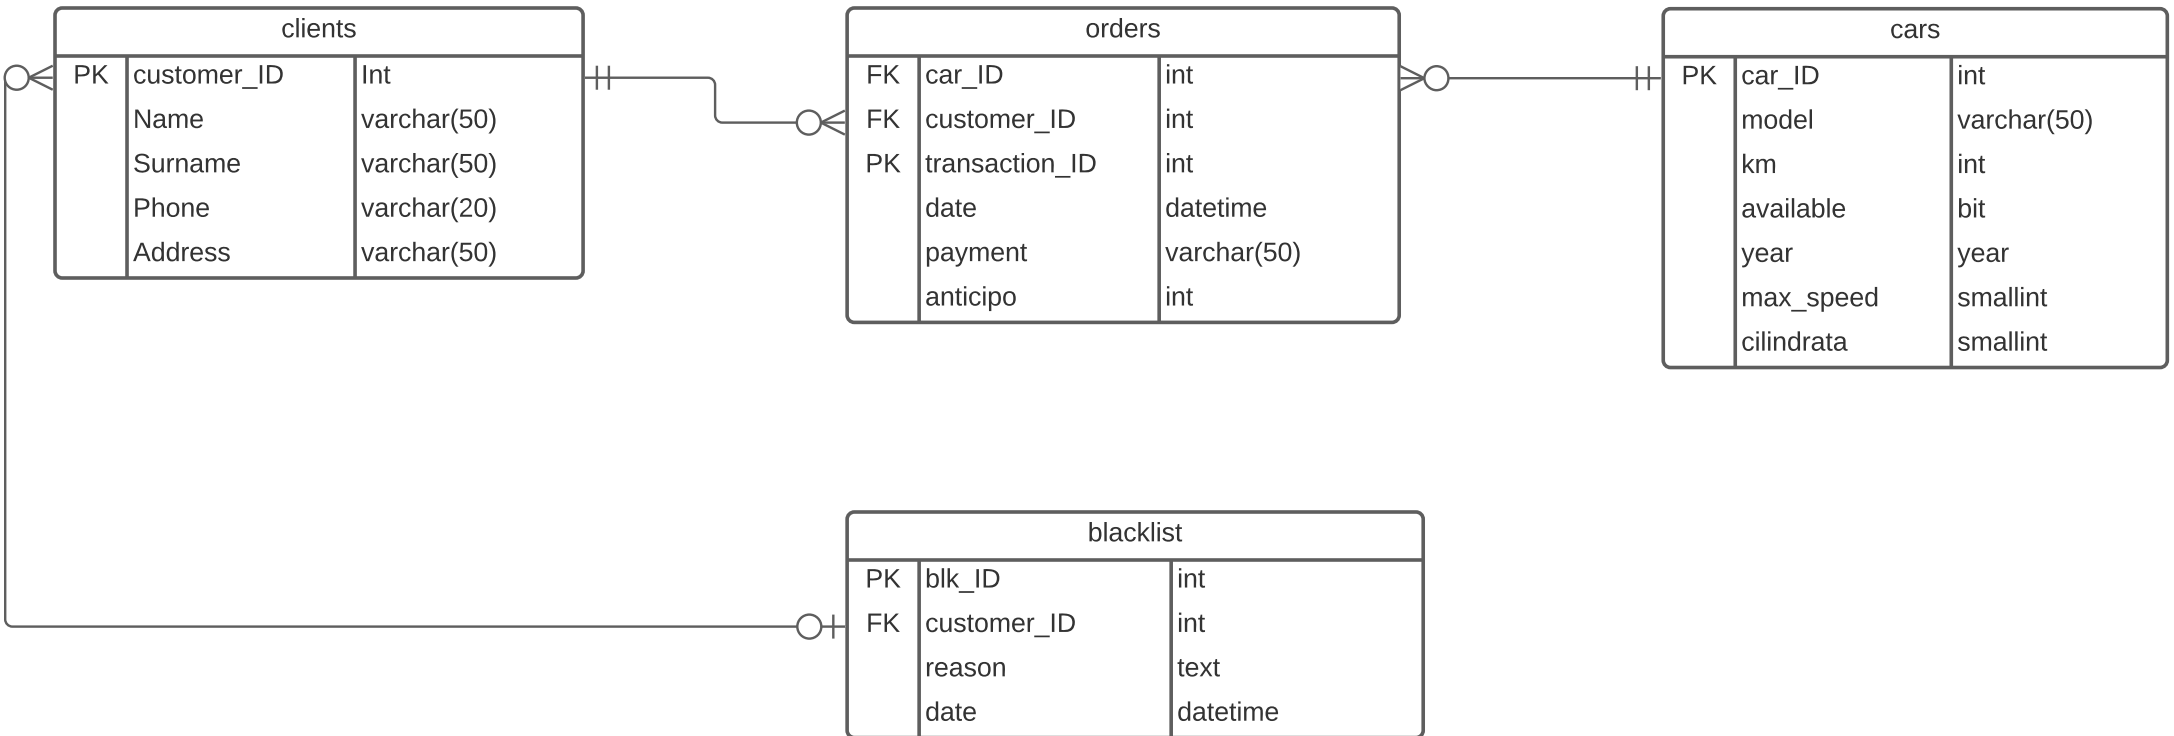 clients
PK customer_ID Int
Name varchar(50)
Surname varchar(50)
Phone varchar(20)
Address varchar(50)
orders
FK car_ID int
FK customer_ID int
PK transaction_ID int
date datetime
payment varchar(50)
anticipo int
cars
PK car_ID int
model varchar(50)
km int
available bit
year year
max_speed smallint
cilindrata smallint
blacklist
PK blk_ID int
FK customer_ID int
reason text
date datetime